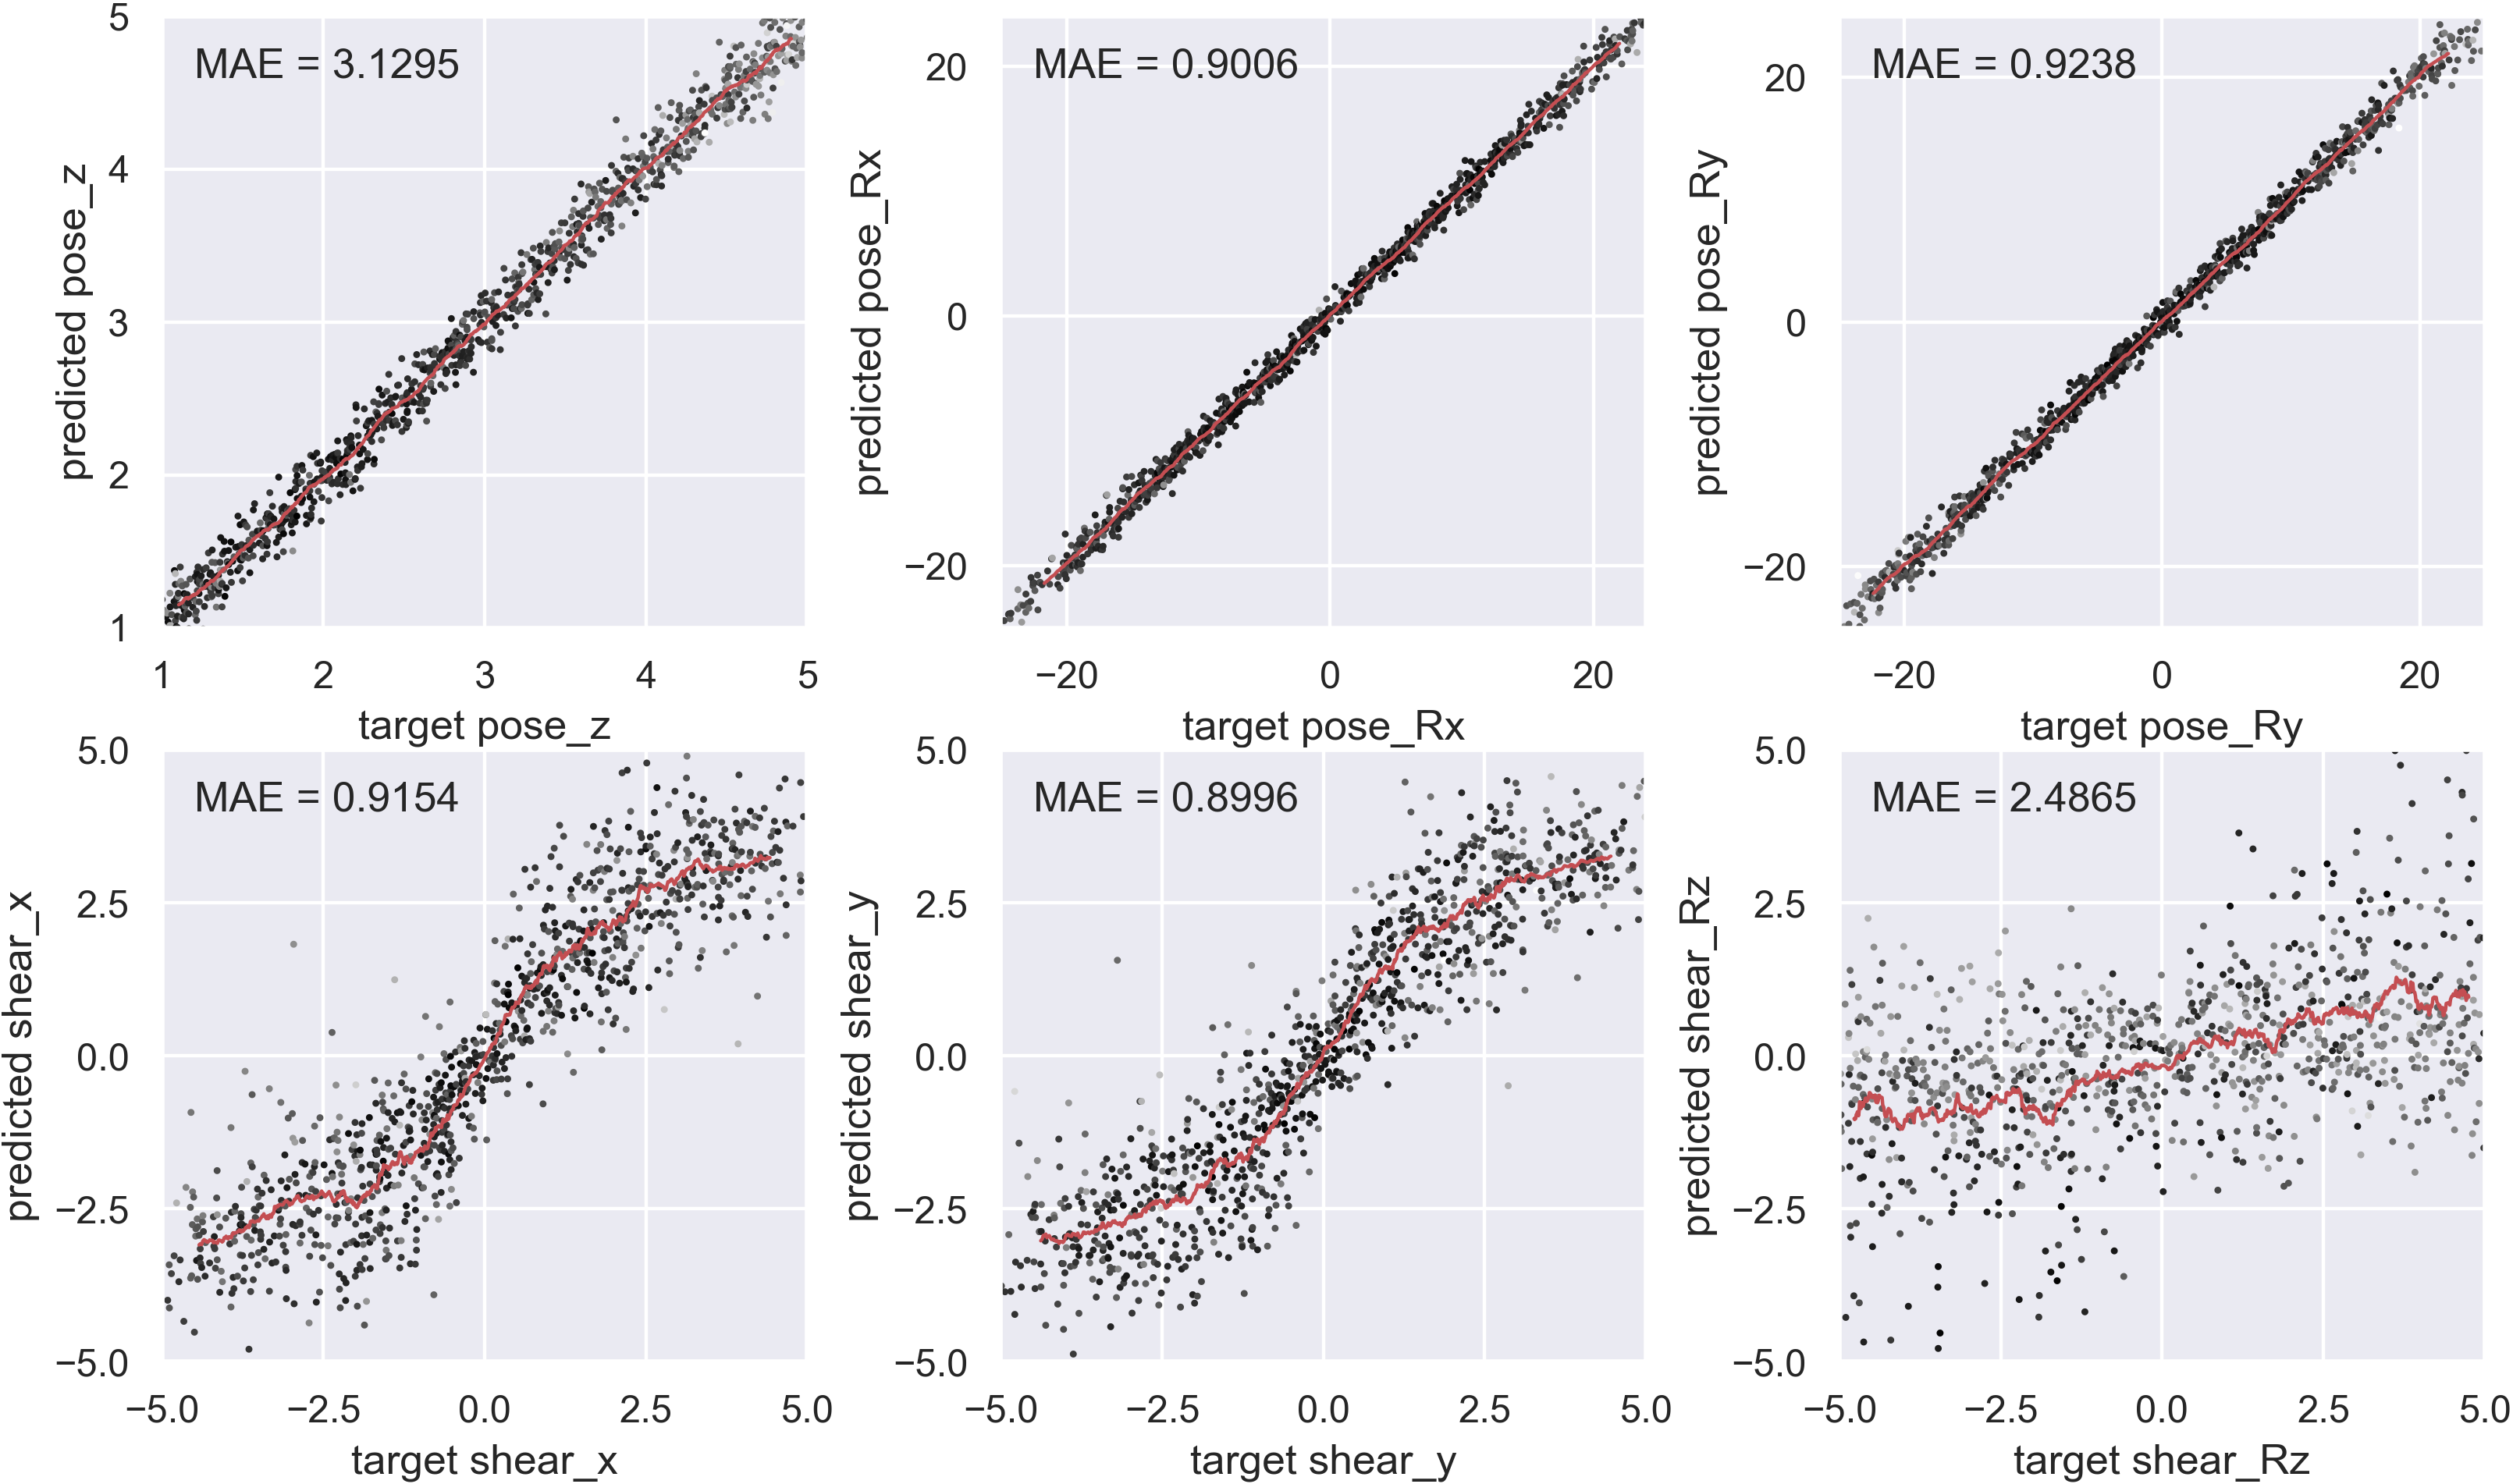 MAE = 3.1295
predicted pose_z
5
4
3
2
1
1 2 3 4 5
target pose_z
MAE = 0.9006
predicted pose_Rx
20
0
−20
−20 0 20
target pose_Rx
MAE = 0.9238
predicted pose_Ry
20
0
−20
−20 0 20
target pose_Ry
MAE = 0.9154
predicted shear_x
5.0
2.5
0.0
−2.5
−5.0
−5.0 −2.5 0.0 2.5 5.0
target shear_x
MAE = 0.8996
predicted shear_y
5.0
2.5
0.0
−2.5
−5.0
−5.0 −2.5 0.0 2.5 5.0
target shear_y
MAE = 2.4865
predicted shear_Rz
5.0
2.5
0.0
−2.5
−5.0
−5.0 −2.5 0.0 2.5 5.0
target shear_Rz